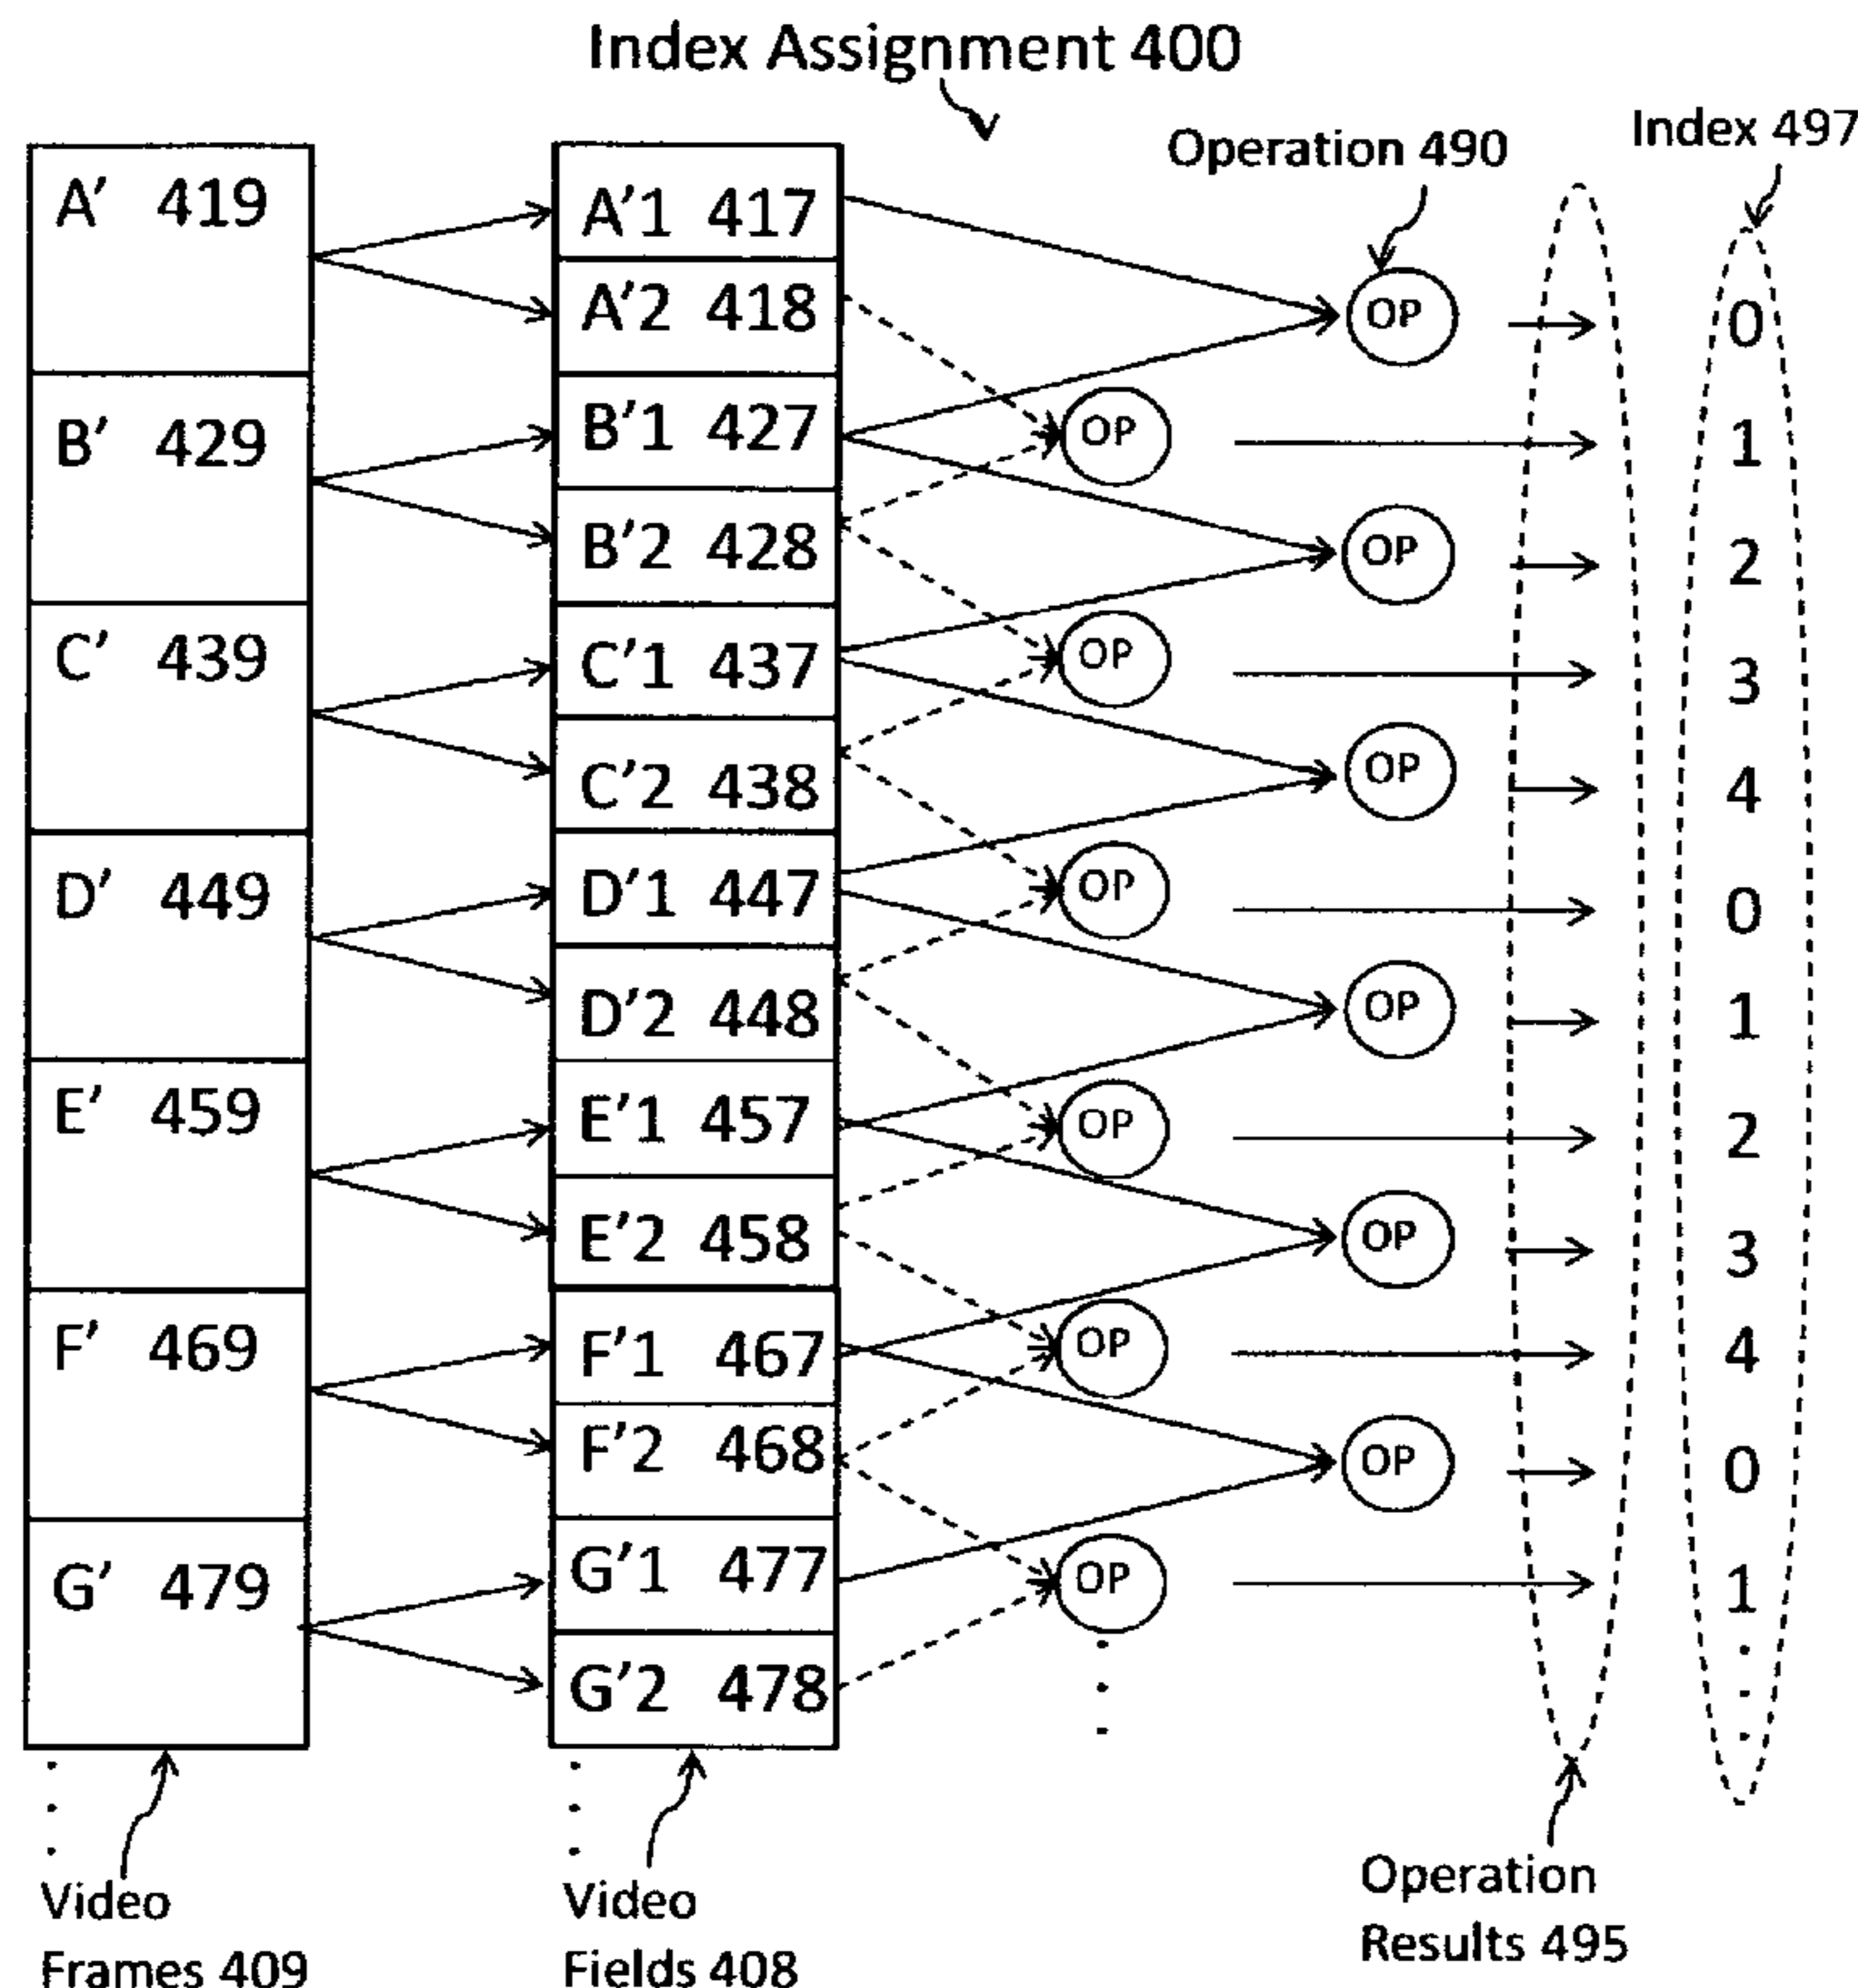 Index Assignment 400
Operation 490
Index 497
A' 419
B' 429
C' 439
D' 449
E' 459
F' 469
G' 479
A'1 417
A'2 418
B'1 427
B'2 428
C'1 437
C'2 438
D'1 447
D'2 448
E'1 457
E'2 458
F'1 467
F'2 468
G'1 477
G'2 478
OP
OP
OP
OP
OP
OP
OP
OP
OP
OP
OP
OP
0
1
2
3
4
0
1
2
3
4
0
1
Video
Frames 409
Video
Fields 408
Operation
Results 495